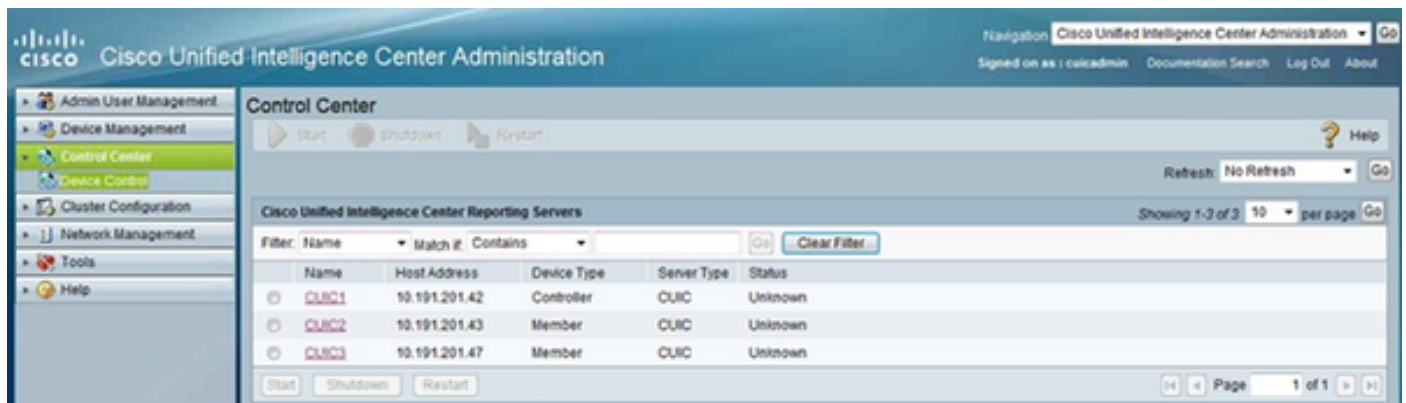 Navigation Cisco Unified Intelligence Center Administration Go
CISCO Cisco Unified Intelligence Center Administration
Signed on as : cuicadmin Documentation Search Log Out About
Admin User Management
Device Management
Control Center
Device Control
Cluster Configuration
Network Management
Tools
Help
Control Center
Start Shutdown Restart Help
Refresh: No Refresh Go
Cisco Unified Intelligence Center Reporting Servers Showing 1-3 of 3 10 per page Go
Filter: Name Match if: Contains Go Clear Filter
Name Host Address Device Type Server Type Status
CUIC1 10.191.201.42 Controller CUIC Unknown
CUIC2 10.191.201.43 Member CUIC Unknown
CUIC3 10.191.201.47 Member CUIC Unknown
Start Shutdown Restart Page 1 of 1